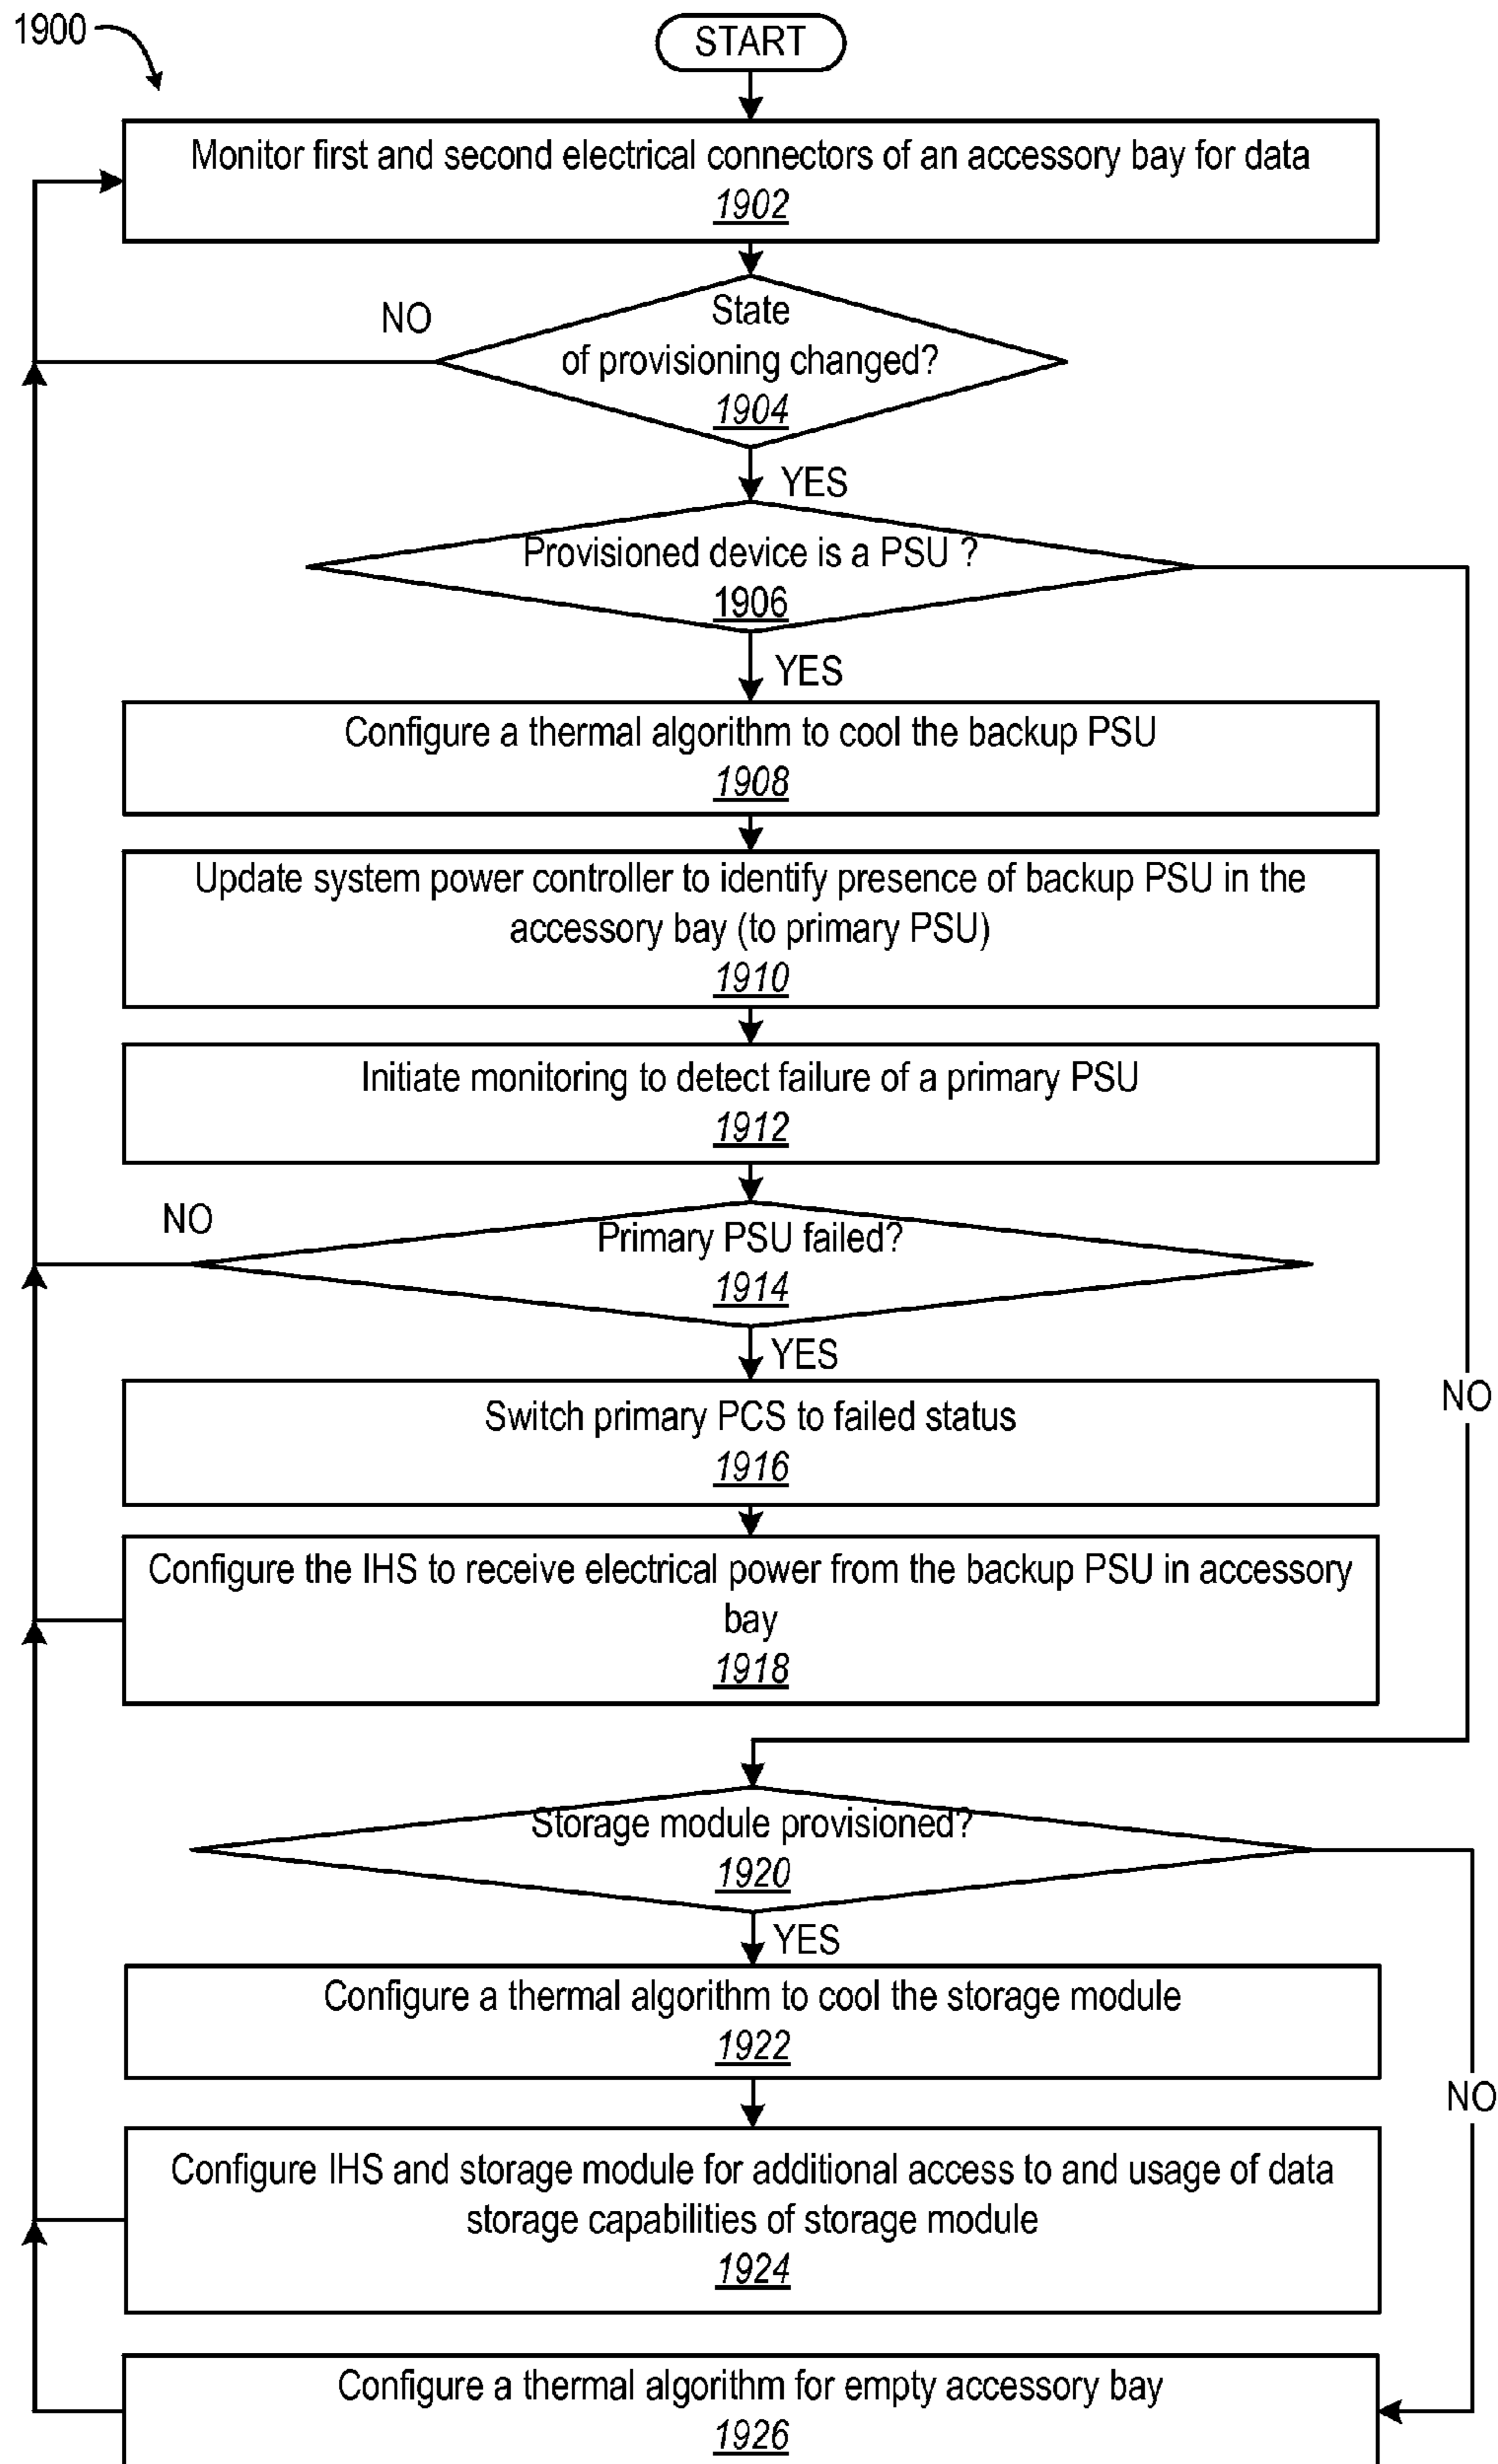 1900
START
Monitor first and second electrical connectors of an accessory bay for data
1902
State
of provisioning changed?
1904
NO
YES
Provisioned device is a PSU ?
1906
YES
Configure a thermal algorithm to cool the backup PSU
1908
Update system power controller to identify presence of backup PSU in the
accessory bay (to primary PSU)
1910
Initiate monitoring to detect failure of a primary PSU
1912
NO
Primary PSU failed?
1914
YES
NO
Switch primary PCS to failed status
1916
Configure the IHS to receive electrical power from the backup PSU in accessory
bay
1918
Storage module provisioned?
1920
YES
Configure a thermal algorithm to cool the storage module
1922
NO
Configure IHS and storage module for additional access to and usage of data
storage capabilities of storage module
1924
Configure a thermal algorithm for empty accessory bay
1926